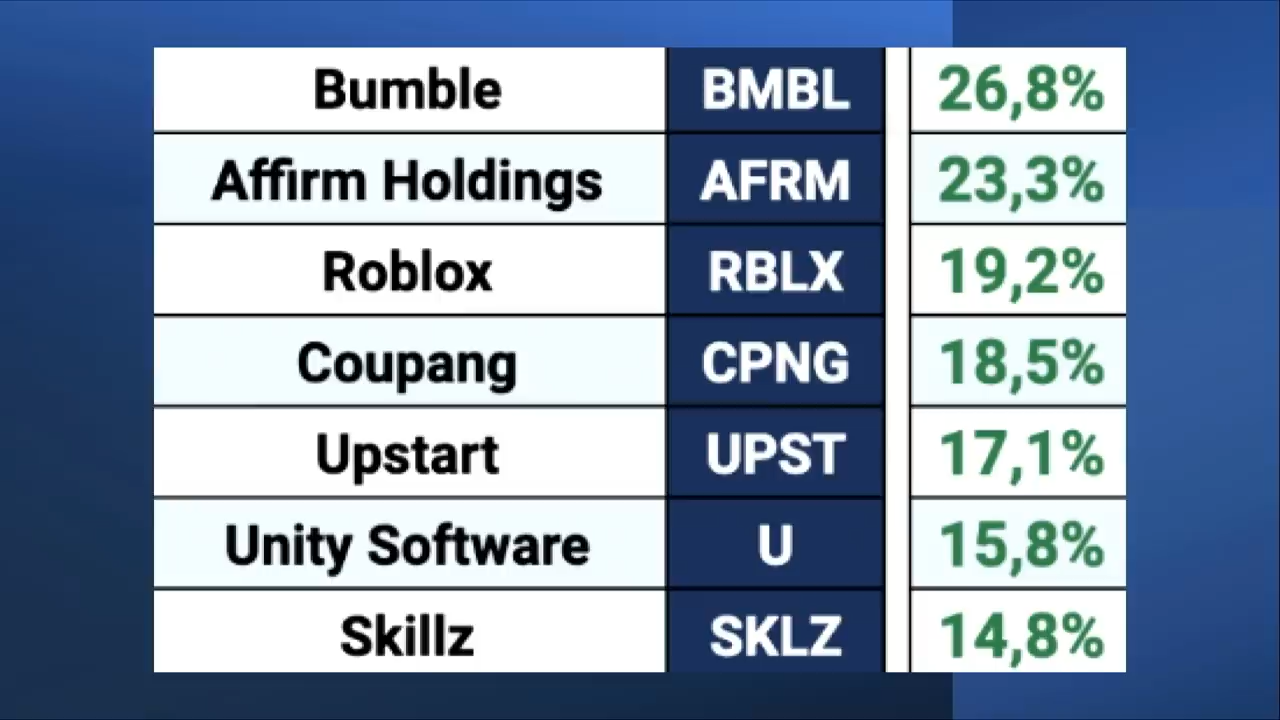 Bumble BMBL 26,8%
Affirm Holdings AFRM 23,3%
Roblox RBLX 19,2%
Coupang CPNG 18,5%
Upstart UPST 17,1%
Unity Software U 15,8%
Skillz SKLZ 14,8%